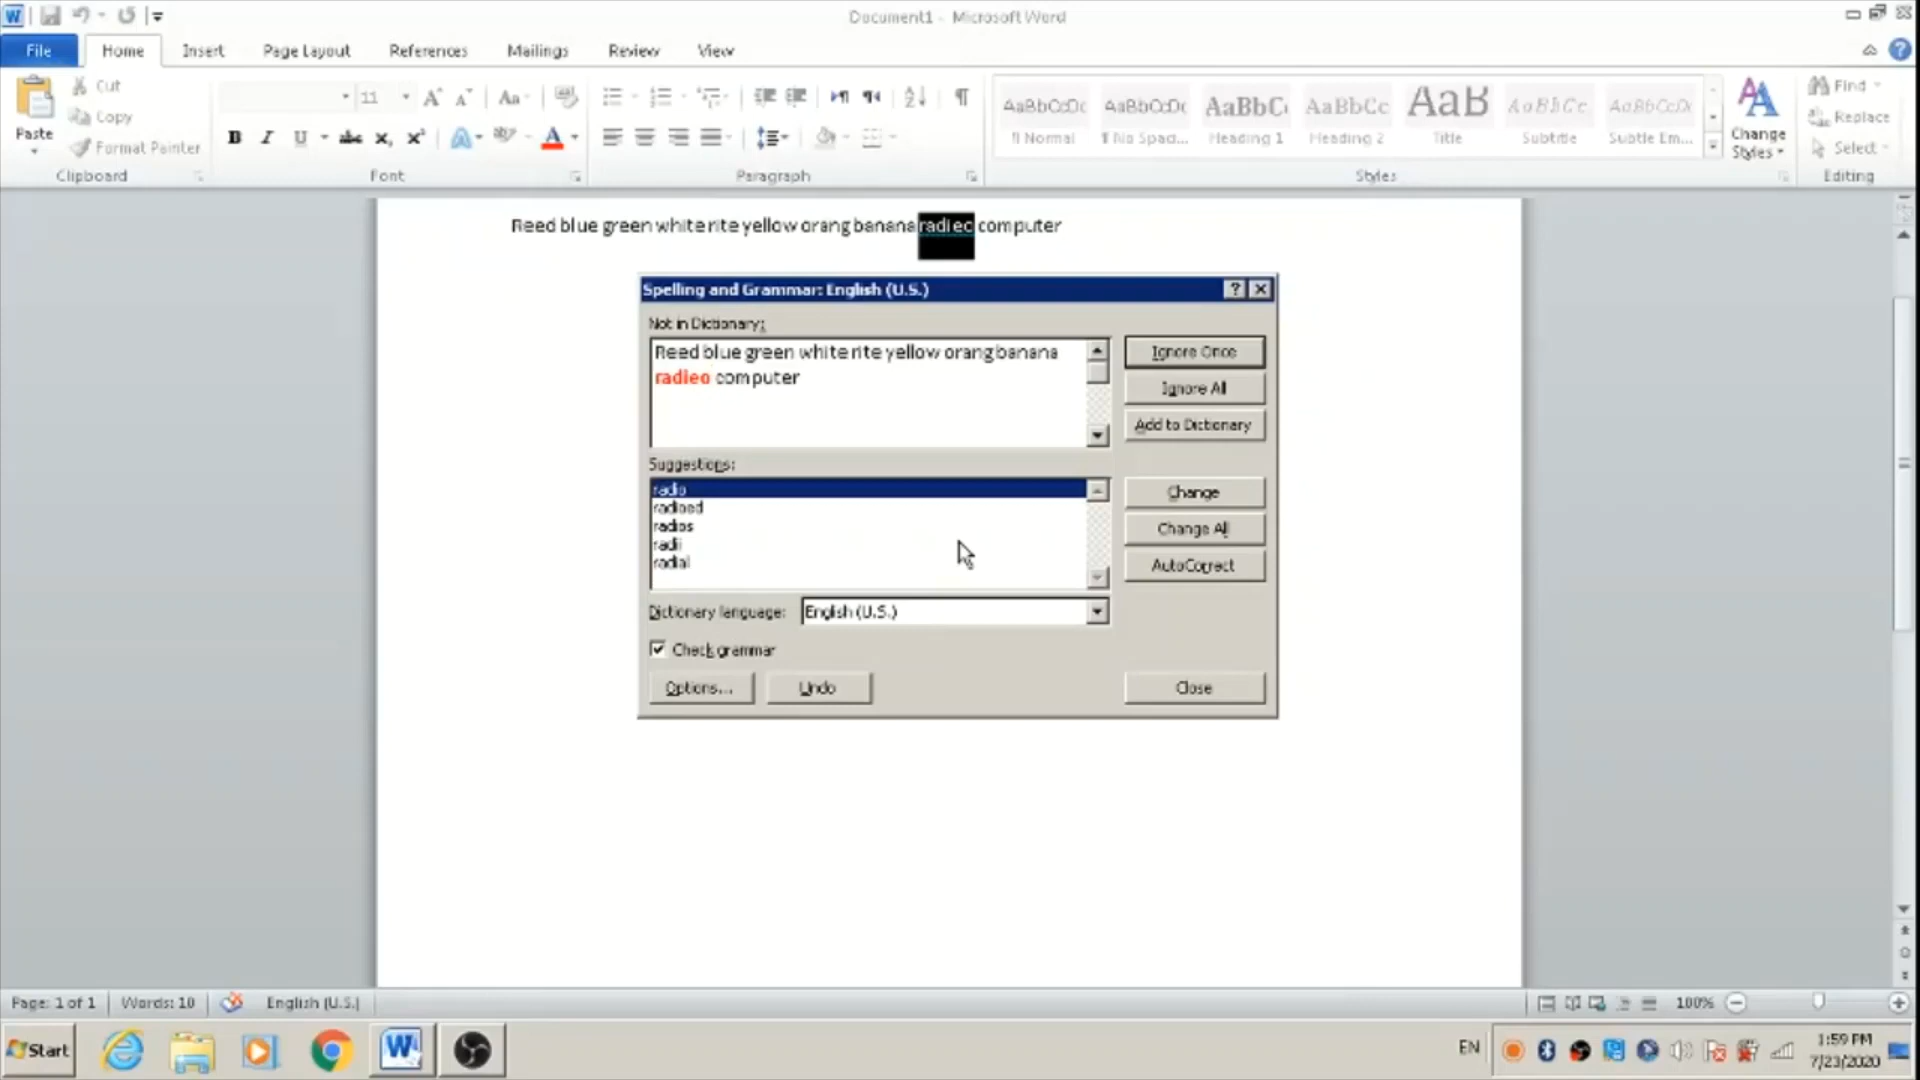 Document1 - Microsoft Word
File Home Insert Page Layout References Mailings Review View
Paste
Cut
Copy
Format Painter
Clipboard
11
Aa
B I U abc x, x² A ab A
Font
Paragraph
AaBbCcDc AaBbCcDc AaBbC AaBbCc AaB AaBbCc AaBbCcDc
¶ Normal ¶ No Spac... Heading 1 Heading 2 Title Subtitle Subtle Em...
Change
Styles
Styles
Find
Replace
Select
Editing
Reed blue green white rite yellow orang banana radieo computer
Spelling and Grammar: English (U.S.)
Not in Dictionary:
Reed blue green white rite yellow orang banana
radieo computer
Ignore Once
Ignore All
Add to Dictionary
Suggestions:
radio
radioed
radios
radii
radial
Change
Change All
AutoCorrect
Dictionary language: English (U.S.)
Check grammar
Options... Undo Close
Page: 1 of 1 Words: 10 English (U.S.) 100%
Start EN 1:59 PM
7/23/2020